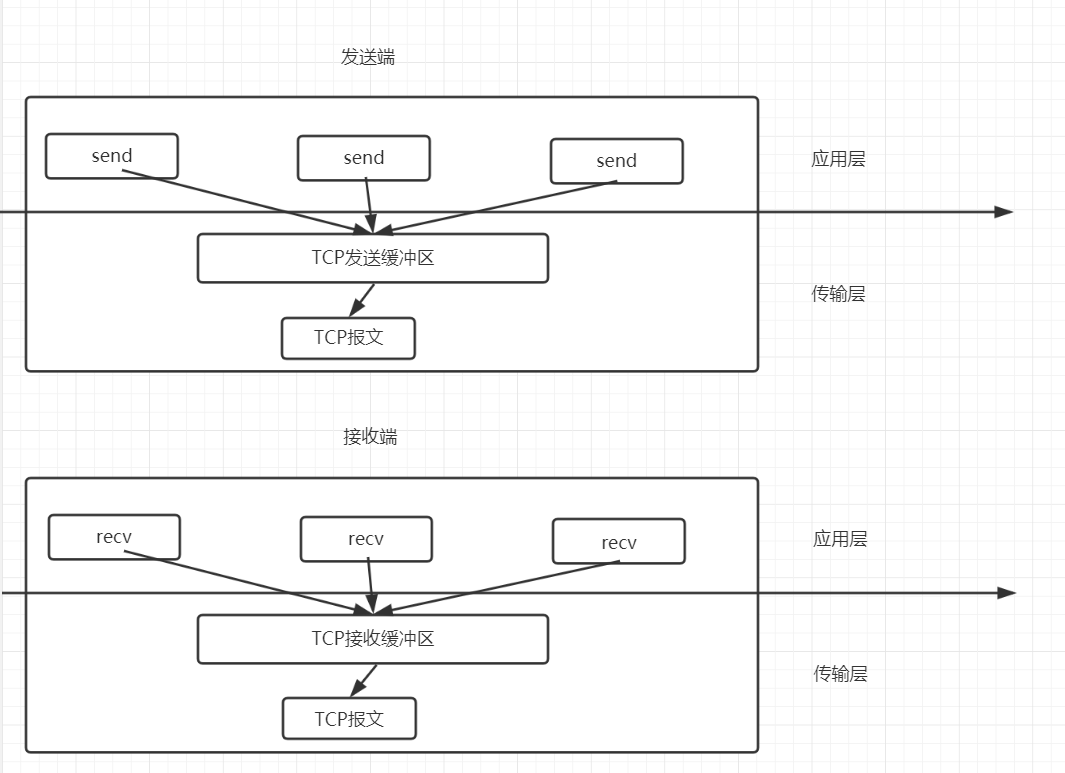 发送端
send
send
send
应用层
TCP发送缓冲区
传输层
TCP报文
接收端
recv
recv
recv
应用层
TCP接收缓冲区
传输层
TCP报文